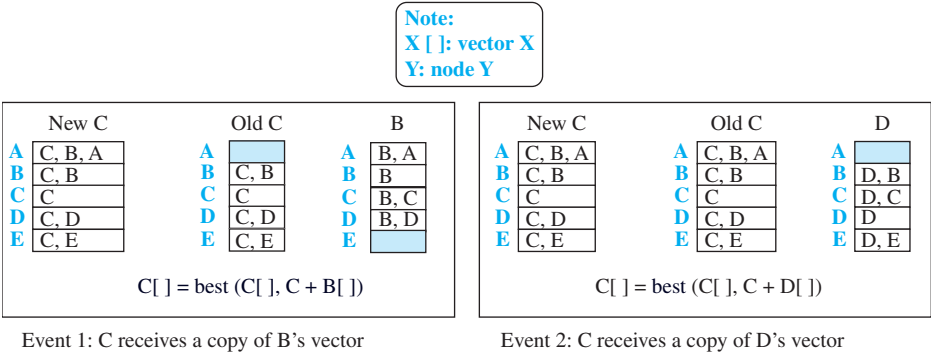 Note:
X [ ]: vector X
Y: node Y
New C
Old C
B
A C, B, A
B C, B
C C
D C, D
E C, E
A
B C, B
C C
D C, D
E C, E
A B, A
B B
C B, C
D B, D
E
C[ ] = best (C[ ], C + B[ ])
Event 1: C receives a copy of B's vector
New C
Old C
D
A C, B, A
B C, B
C C
D C, D
E C, E
A C, B, A
B C, B
C C
D C, D
E C, E
A
B D, B
C D, C
D D
E D, E
C[ ] = best (C[ ], C + D[ ])
Event 2: C receives a copy of D's vector